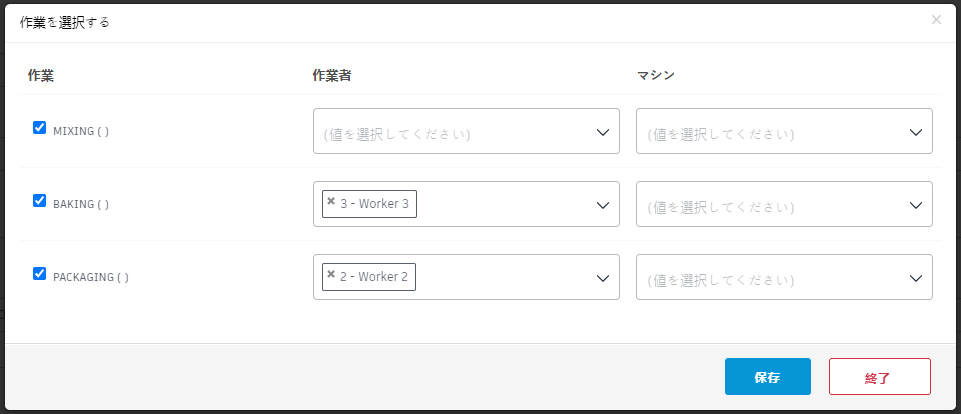 作業を選択する ×
作業 作業者 マシン
MIXING ( ) (値を選択してください) (値を選択してください)
BAKING ( ) × 3 - Worker 3 (値を選択してください)
PACKAGING ( ) × 2 - Worker 2 (値を選択してください)
保存 終了